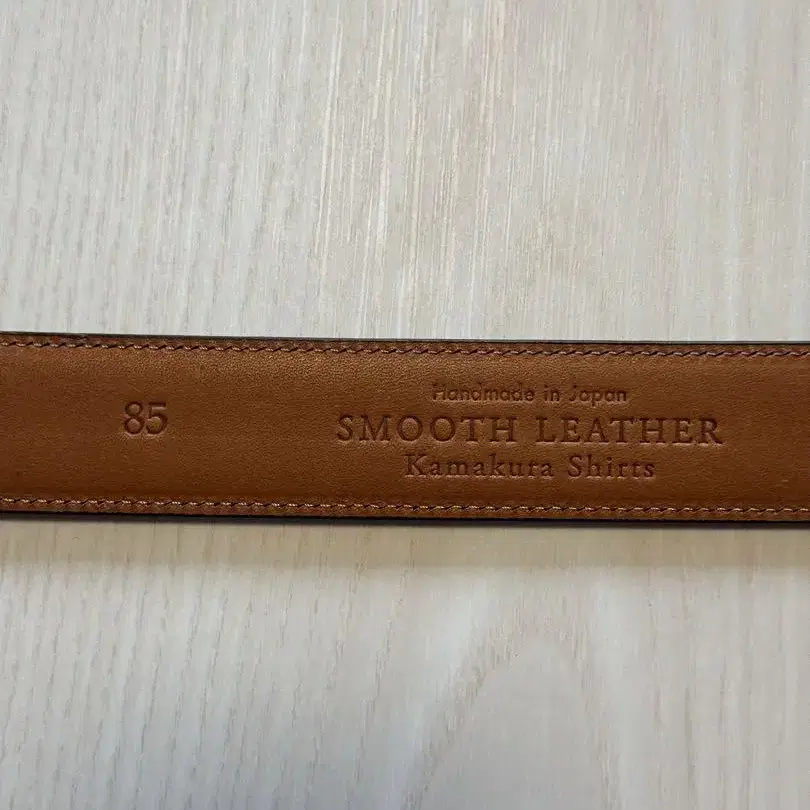 85
Handmade in Japan
SMOOTH LEATHER
Kamakura Shirts